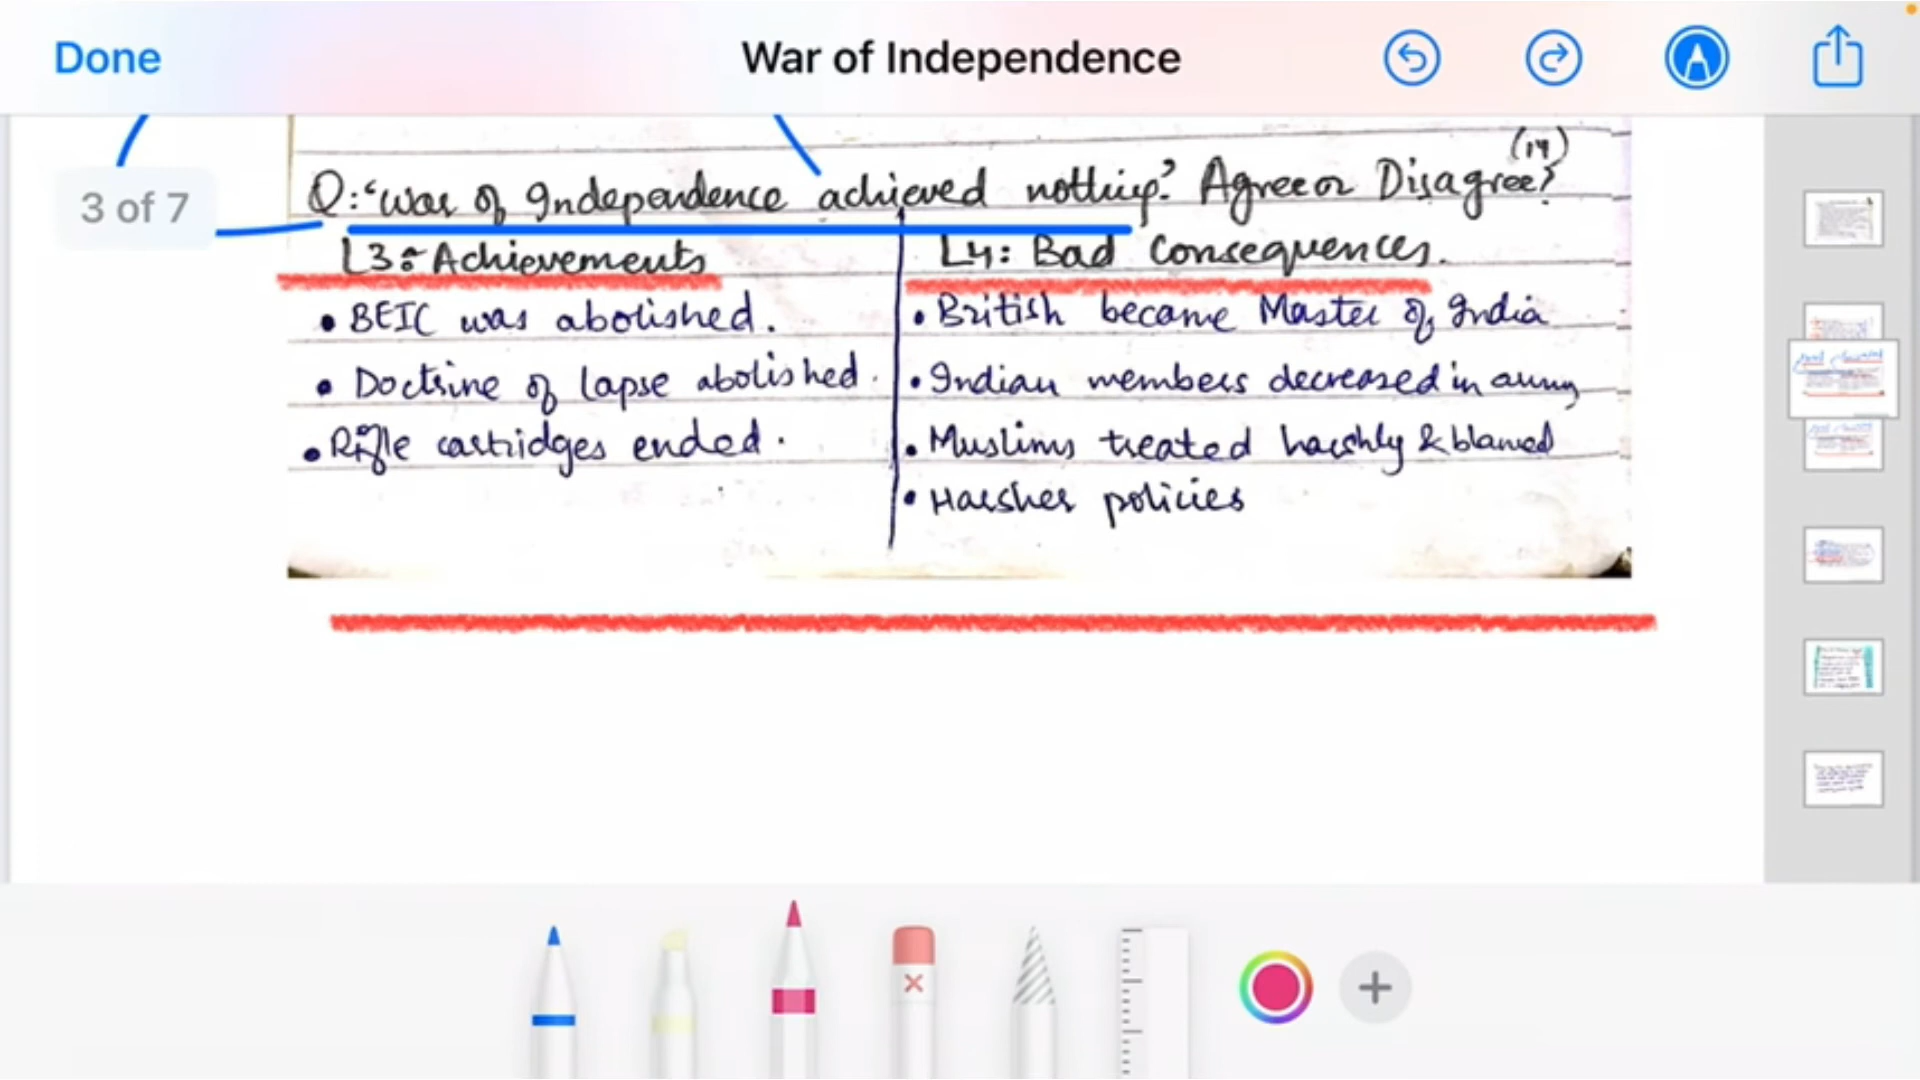 Done
War of Independence
3 of 7
(14)
Q: 'War of Independence achieved nothing.' Agree or Disagree?
L3: Achievements
• BEIC was abolished.
• Doctrine of lapse abolished.
• Rifle cartridges ended.
L4: Bad Consequences.
• British became Master of India
• Indian members decreased in army
• Muslims treated harshly & blamed
• Harsher policies